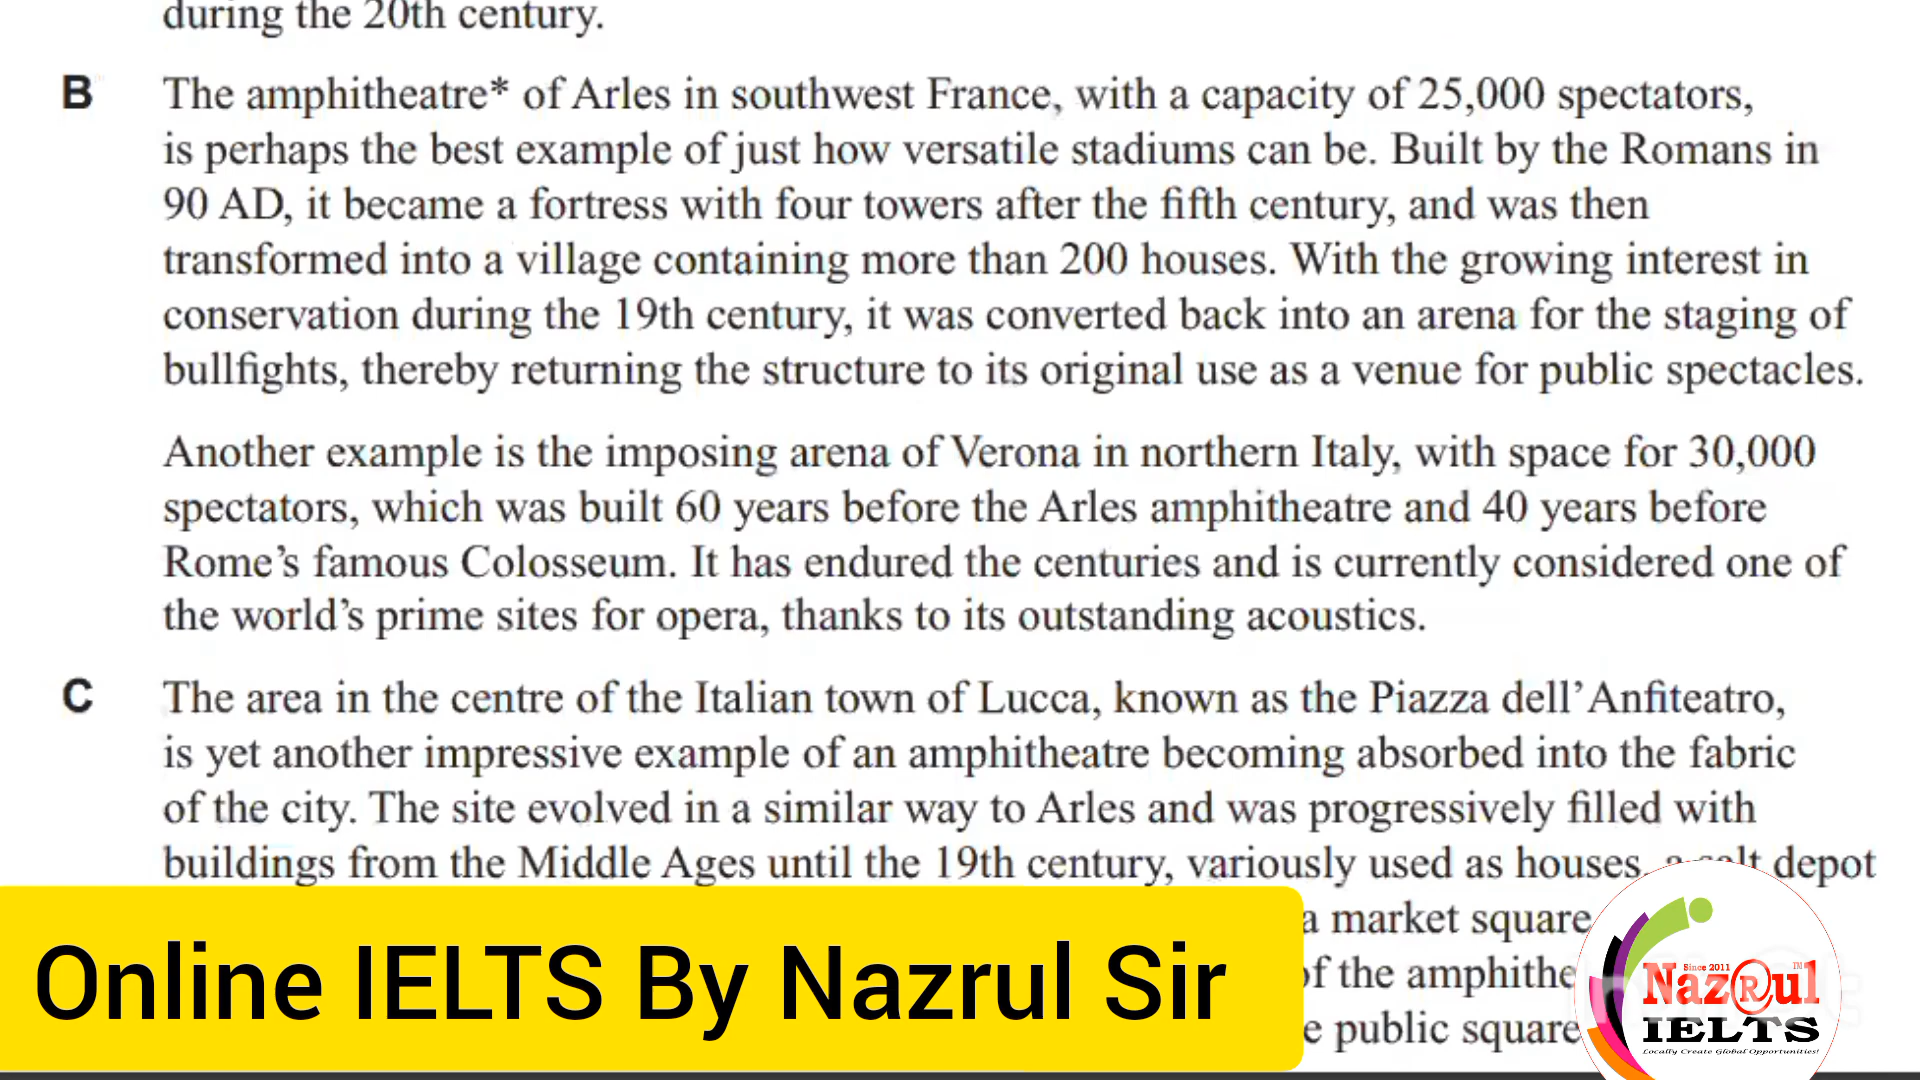 during the 20th century.
B The amphitheatre* of Arles in southwest France, with a capacity of 25,000 spectators,
is perhaps the best example of just how versatile stadiums can be. Built by the Romans in
90 AD, it became a fortress with four towers after the fifth century, and was then
transformed into a village containing more than 200 houses. With the growing interest in
conservation during the 19th century, it was converted back into an arena for the staging of
bullfights, thereby returning the structure to its original use as a venue for public spectacles.
Another example is the imposing arena of Verona in northern Italy, with space for 30,000
spectators, which was built 60 years before the Arles amphitheatre and 40 years before
Rome's famous Colosseum. It has endured the centuries and is currently considered one of
the world's prime sites for opera, thanks to its outstanding acoustics.
C The area in the centre of the Italian town of Lucca, known as the Piazza dell'Anfiteatro,
is yet another impressive example of an amphitheatre becoming absorbed into the fabric
of the city. The site evolved in a similar way to Arles and was progressively filled with
buildings from the Middle Ages until the 19th century, variously used as houses, a salt depot
a market square
of the amphithe
e public square
Online IELTS By Nazrul Sir
Since 2011
TM
Nazrul
IELTS
Locally Create Global Opportunities!